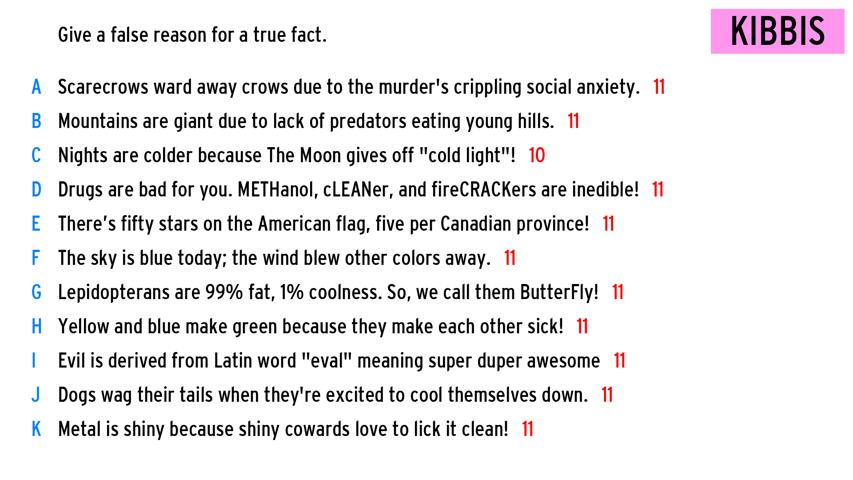 Give a false reason for a true fact.
KIBBIS
A Scarecrows ward away crows due to the murder's crippling social anxiety. 11
B Mountains are giant due to lack of predators eating young hills. 11
C Nights are colder because The Moon gives off "cold light"! 10
D Drugs are bad for you. METHanol, cLEANer, and fireCRACKers are inedible! 11
E There's fifty stars on the American flag, five per Canadian province! 11
F The sky is blue today; the wind blew other colors away. 11
G Lepidopterans are 99% fat, 1% coolness. So, we call them ButterFly! 11
H Yellow and blue make green because they make each other sick! 11
I Evil is derived from Latin word "eval" meaning super duper awesome 11
J Dogs wag their tails when they're excited to cool themselves down. 11
K Metal is shiny because shiny cowards love to lick it clean! 11